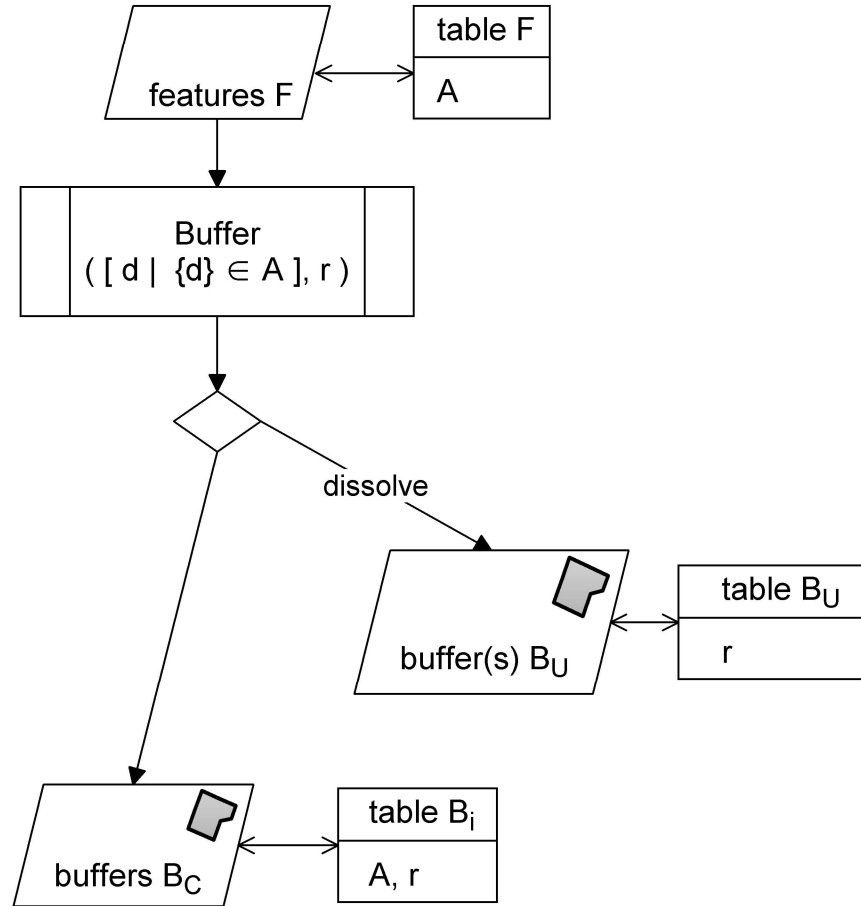 table F
features F
A
Buffer
( [ d | {d} ∈ A ], r )
dissolve
table B_U
buffer(s) B_U
r
table B_i
buffers B_C
A, r